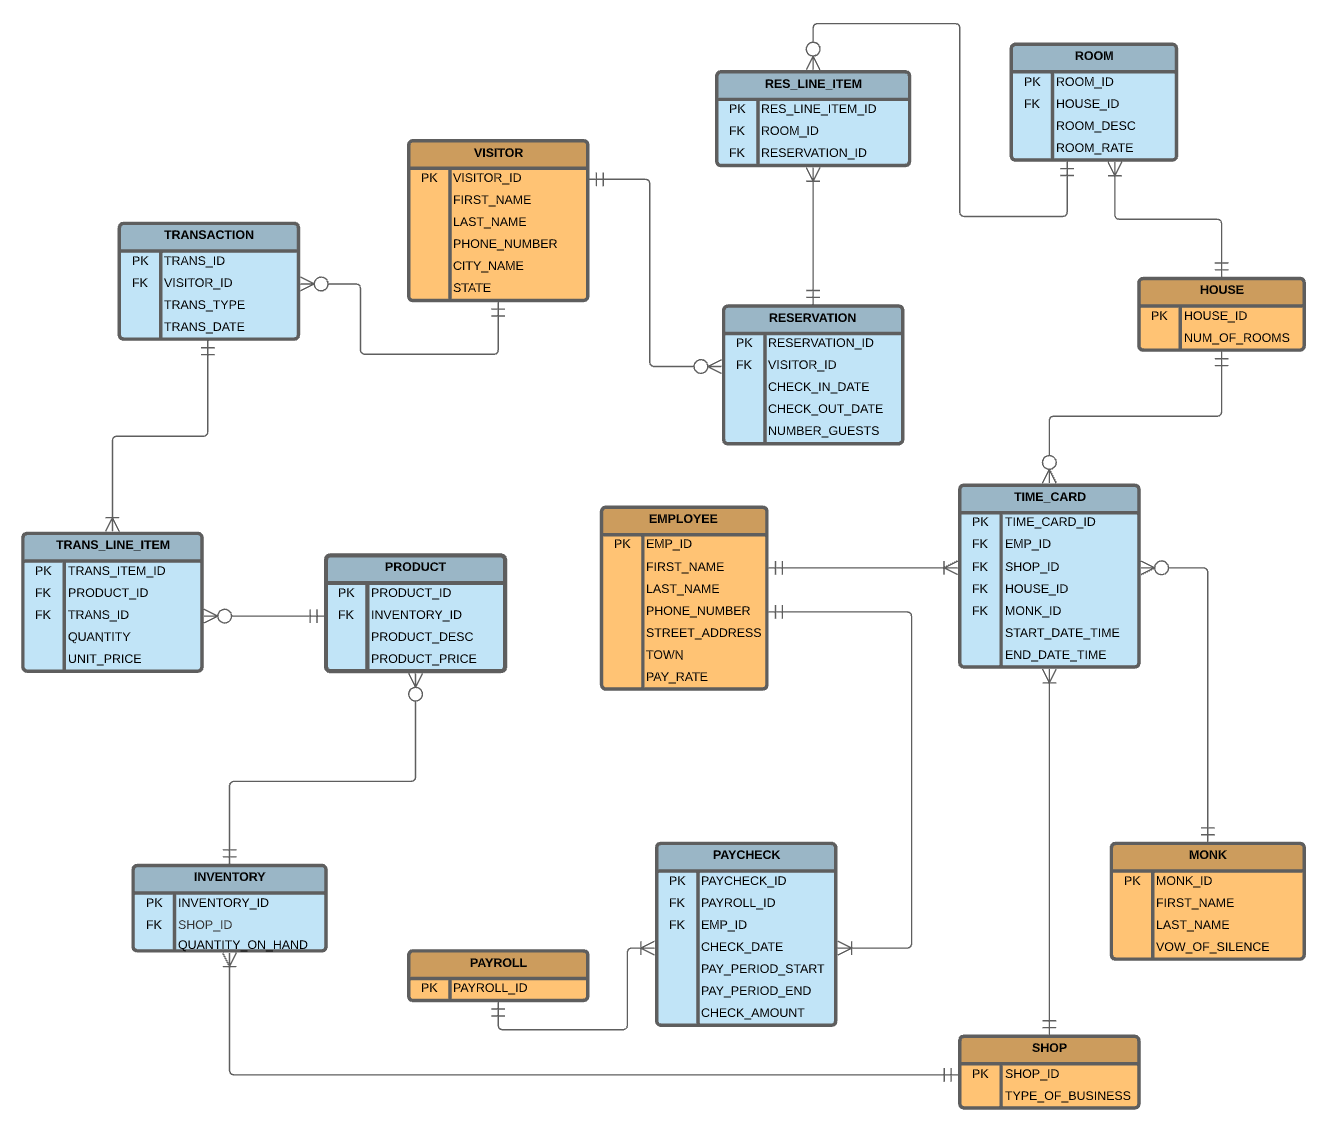 RES_LINE_ITEM
PK RES_LINE_ITEM_ID
FK ROOM_ID
FK RESERVATION_ID
ROOM
PK ROOM_ID
FK HOUSE_ID
ROOM_DESC
ROOM_RATE
VISITOR
PK VISITOR_ID
FIRST_NAME
LAST_NAME
PHONE_NUMBER
CITY_NAME
STATE
TRANSACTION
PK TRANS_ID
FK VISITOR_ID
TRANS_TYPE
TRANS_DATE
RESERVATION
PK RESERVATION_ID
FK VISITOR_ID
CHECK_IN_DATE
CHECK_OUT_DATE
NUMBER_GUESTS
HOUSE
PK HOUSE_ID
NUM_OF_ROOMS
TRANS_LINE_ITEM
PK TRANS_ITEM_ID
FK PRODUCT_ID
FK TRANS_ID
QUANTITY
UNIT_PRICE
PRODUCT
PK PRODUCT_ID
FK INVENTORY_ID
PRODUCT_DESC
PRODUCT_PRICE
EMPLOYEE
PK EMP_ID
FIRST_NAME
LAST_NAME
PHONE_NUMBER
STREET_ADDRESS
TOWN
PAY_RATE
TIME_CARD
PK TIME_CARD_ID
FK EMP_ID
FK SHOP_ID
FK HOUSE_ID
FK MONK_ID
START_DATE_TIME
END_DATE_TIME
INVENTORY
PK INVENTORY_ID
FK SHOP_ID
QUANTITY_ON_HAND
PAYROLL
PK PAYROLL_ID
PAYCHECK
PK PAYCHECK_ID
FK PAYROLL_ID
FK EMP_ID
CHECK_DATE
PAY_PERIOD_START
PAY_PERIOD_END
CHECK_AMOUNT
MONK
PK MONK_ID
FIRST_NAME
LAST_NAME
VOW_OF_SILENCE
SHOP
PK SHOP_ID
TYPE_OF_BUSINESS